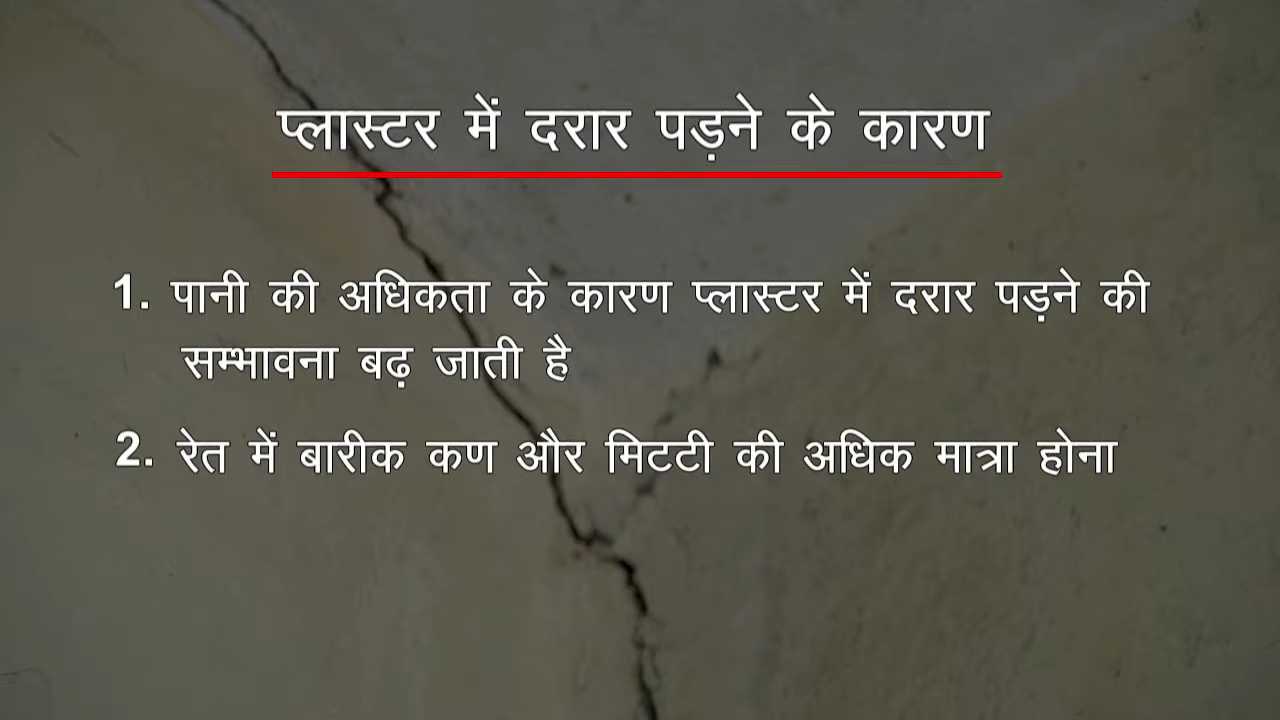 प्लास्टर में दरार पड़ने के कारण
1. पानी की अधिकता के कारण प्लास्टर में दरार पड़ने की
सम्भावना बढ़ जाती है
2. रेत में बारीक कण और मिटटी की अधिक मात्रा होना